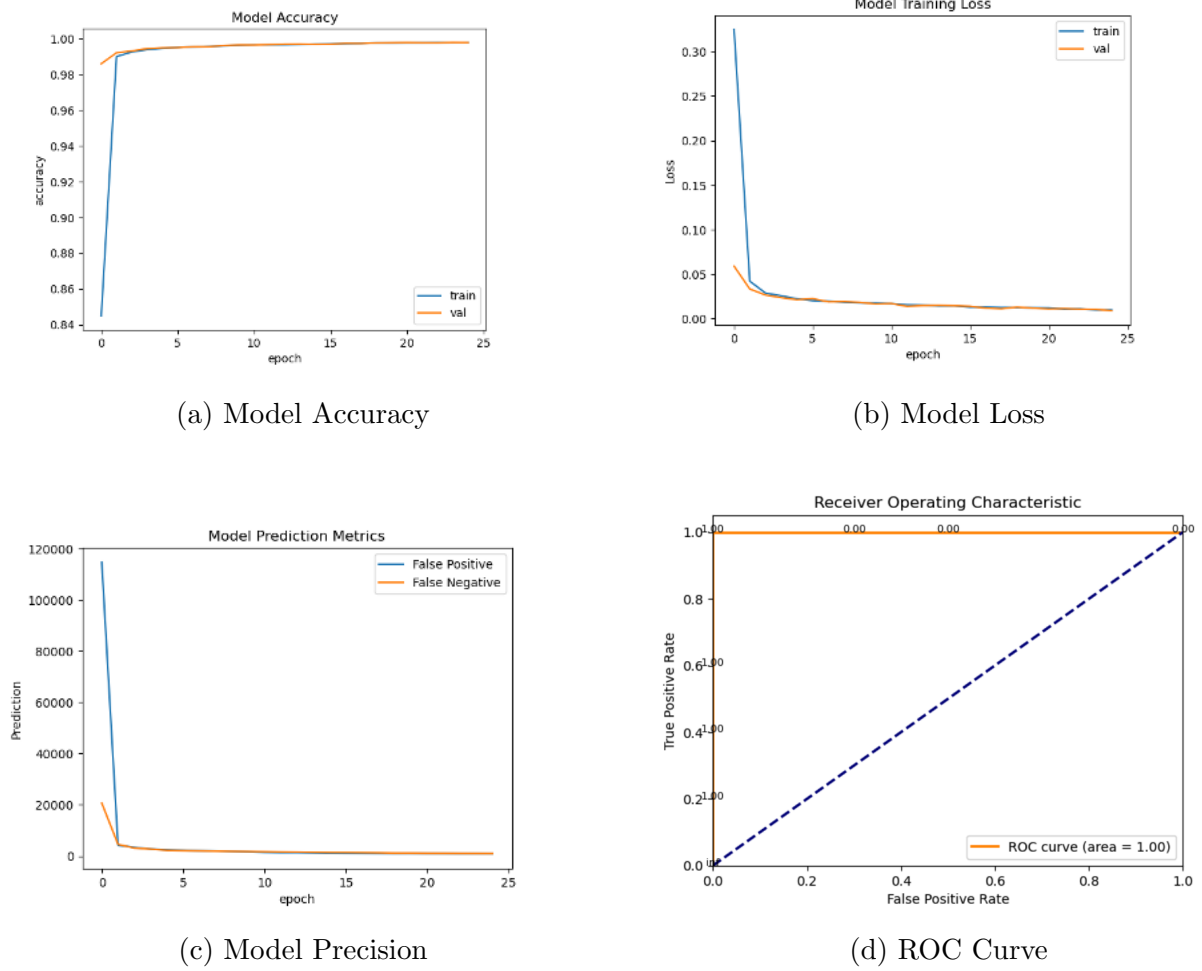 Model Accuracy
1.00
0.98
0.96
0.94
0.92
0.90
0.88
0.86
0.84
accuracy
train
val
0 5 10 15 20 25
epoch
(a) Model Accuracy
Model Training Loss
0.30
0.25
0.20
0.15
0.10
0.05
0.00
Loss
train
val
0 5 10 15 20 25
epoch
(b) Model Loss
Model Prediction Metrics
120000
100000
80000
60000
40000
20000
0
Prediction
False Positive
False Negative
0 5 10 15 20 25
epoch
(c) Model Precision
Receiver Operating Characteristic
1.00 0.00 0.00 0.00
1.0
0.8
1.00
0.6
1.00
0.4
1.00
0.2
0.0
True Positive Rate
ROC curve (area = 1.00)
0.0 0.2 0.4 0.6 0.8 1.0
False Positive Rate
(d) ROC Curve